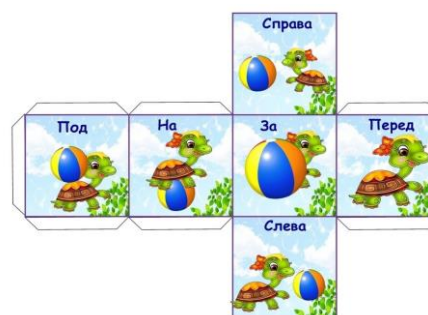 Справа
Под
На
За
Перед
Слева